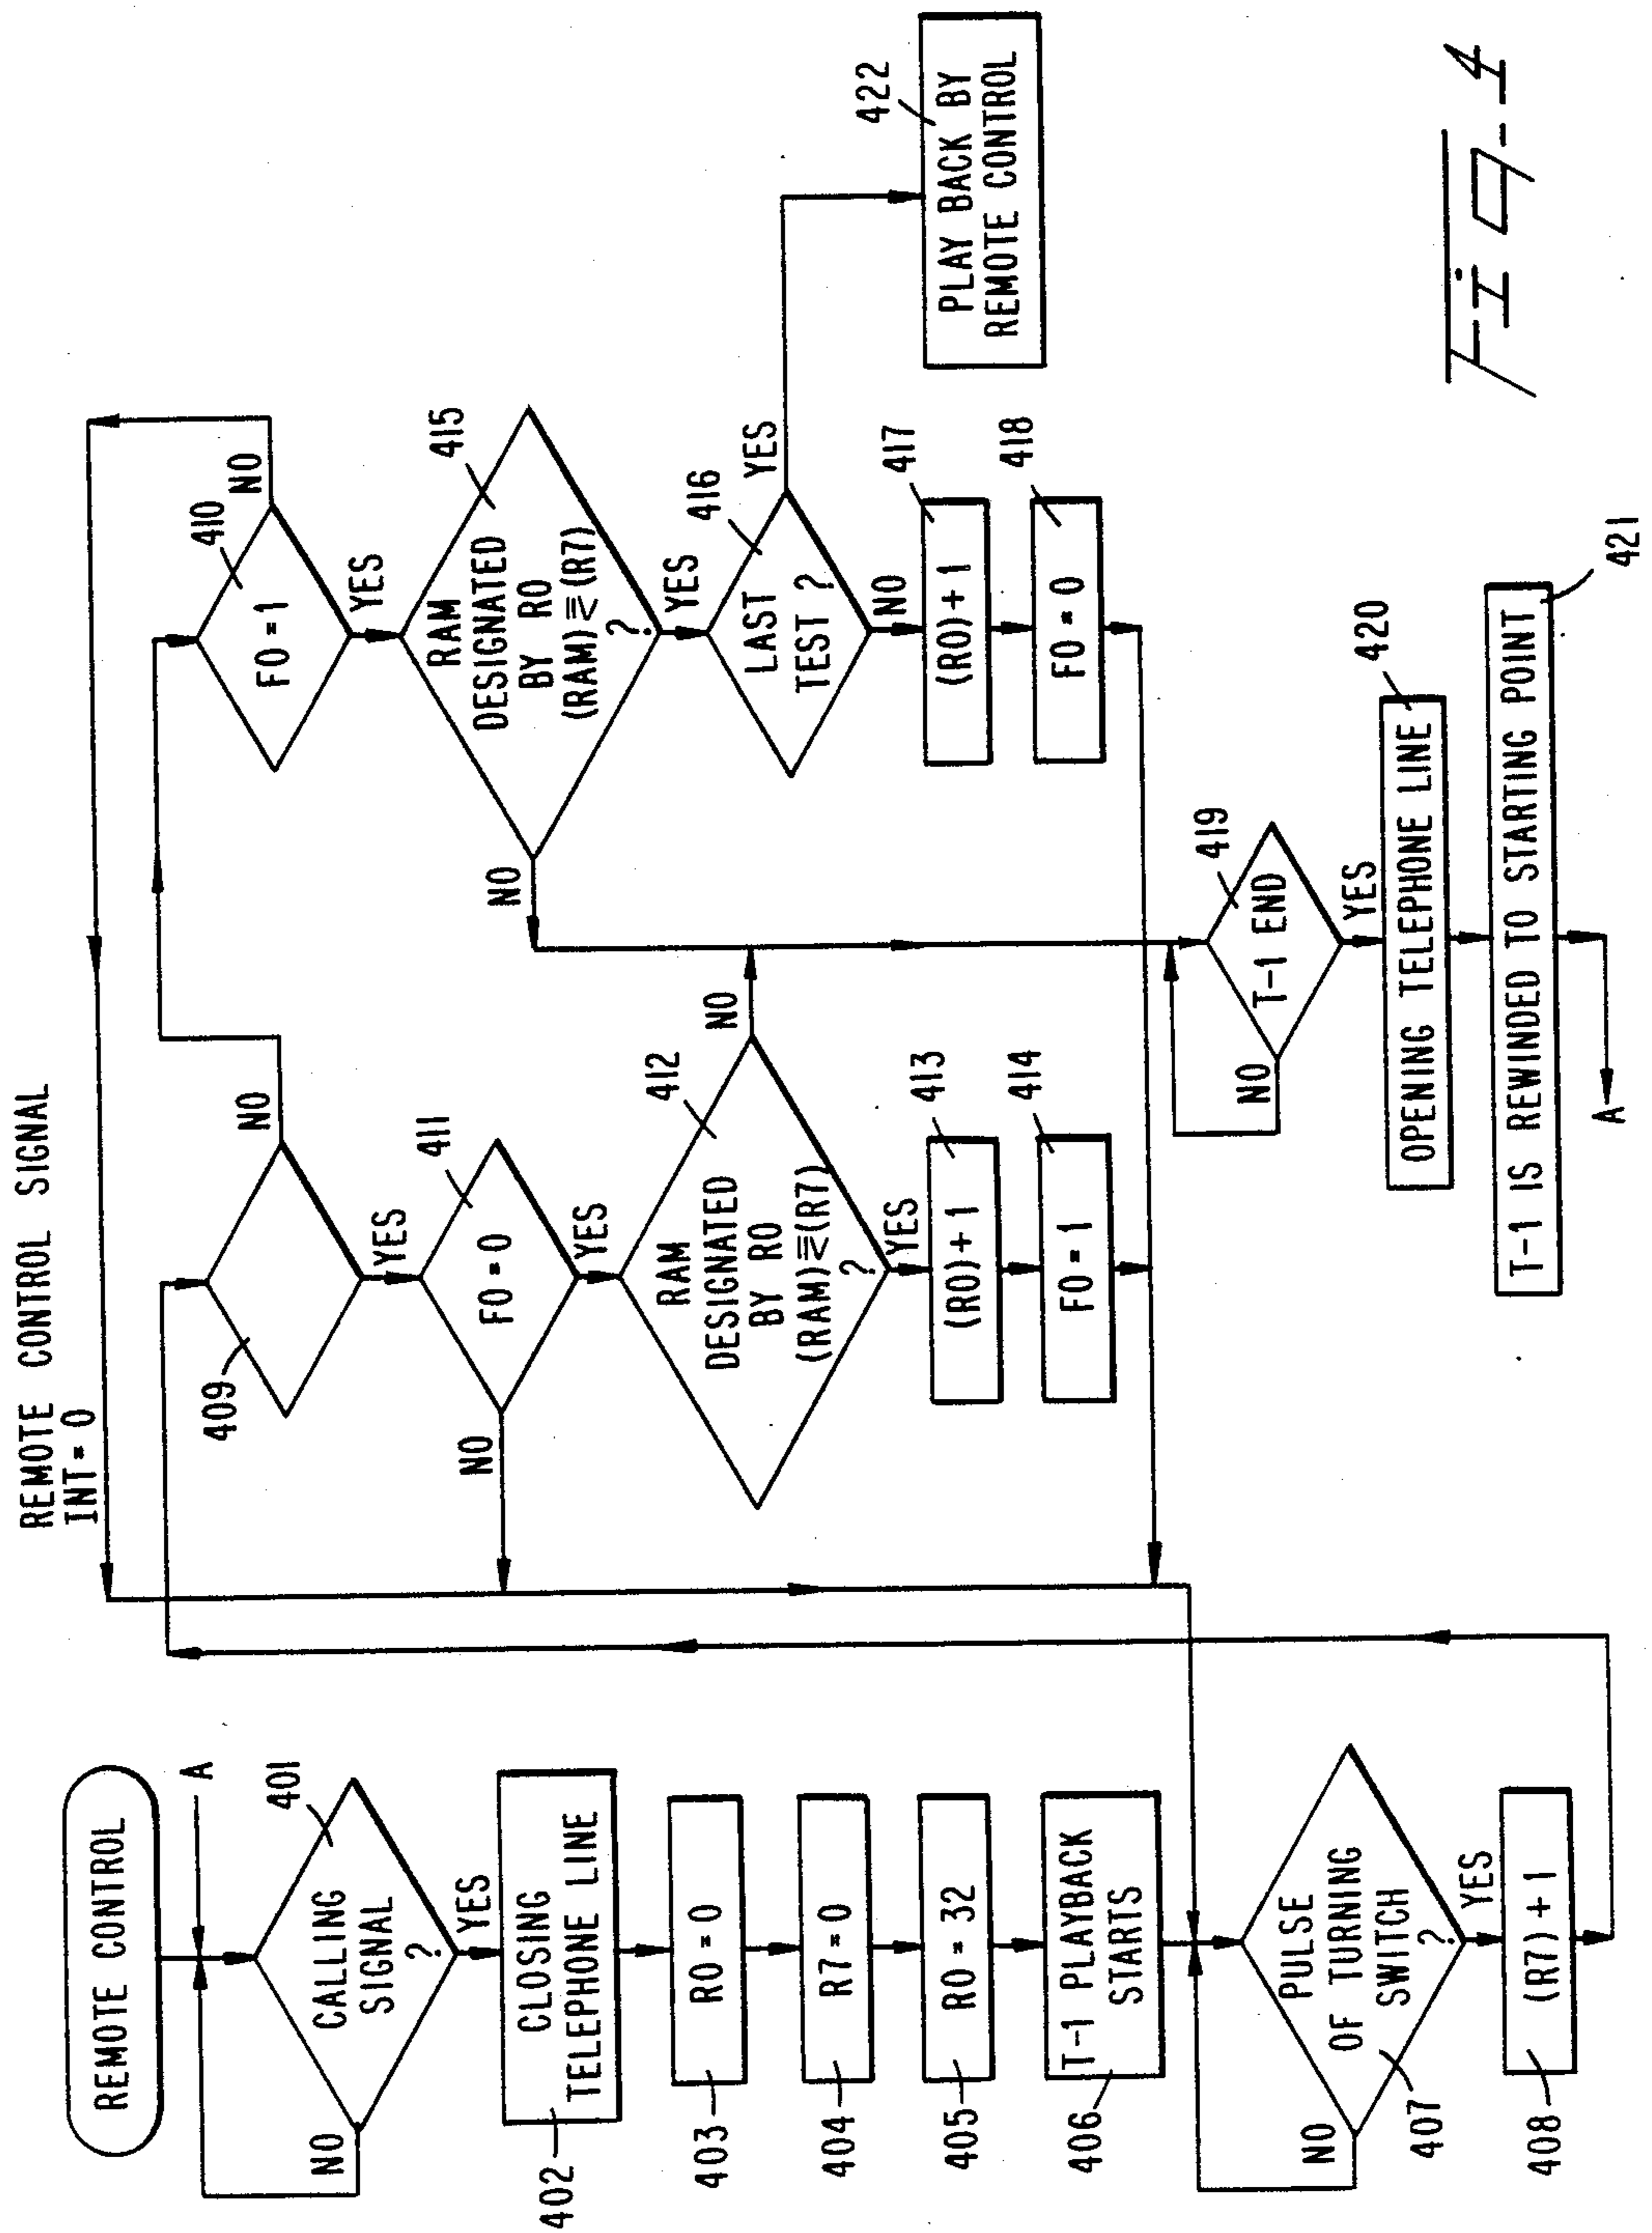 REMOTE CONTROL
A
401
CALLING
SIGNAL
?
NO
YES
402
CLOSING
TELEPHONE LINE
403
R0 = 0
404
R7 = 0
405
R0 = 32
406
T-1 PLAYBACK
STARTS
407
PULSE
OF TURNING
SWITCH
?
NO
YES
408
(R7) + 1
REMOTE CONTROL SIGNAL
INT = 0
409
NO
YES
411
F0 = 0
NO
YES
412
RAM
DESIGNATED
BY R0
(RAM) ≦ (R7)
?
NO
YES
413
(R0) + 1
414
F0 = 1
410
F0 = 1
NO
YES
415
RAM
DESIGNATED
BY R0
(RAM) ≦ (R7)
?
NO
YES
416
LAST
TEST ?
YES
NO
417
(R0) + 1
418
F0 = 0
419
T-1 END
NO
YES
420
OPENING TELEPHONE LINE
421
T-1 IS REWINDED TO STARTING POINT
A
422
PLAY BACK BY
REMOTE CONTROL
Fig-4